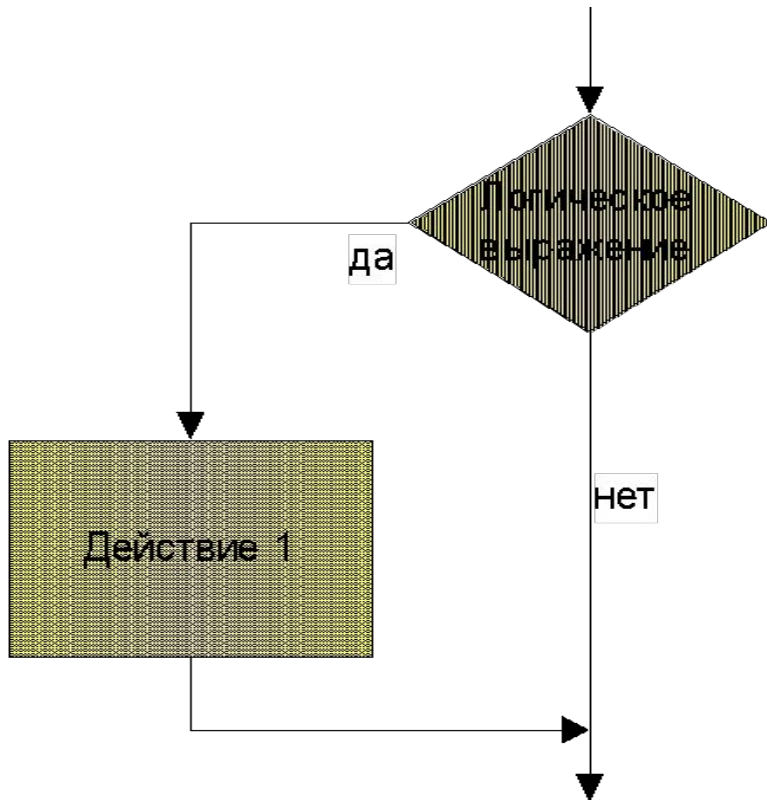 Логическое
выражение
да
нет
Действие 1